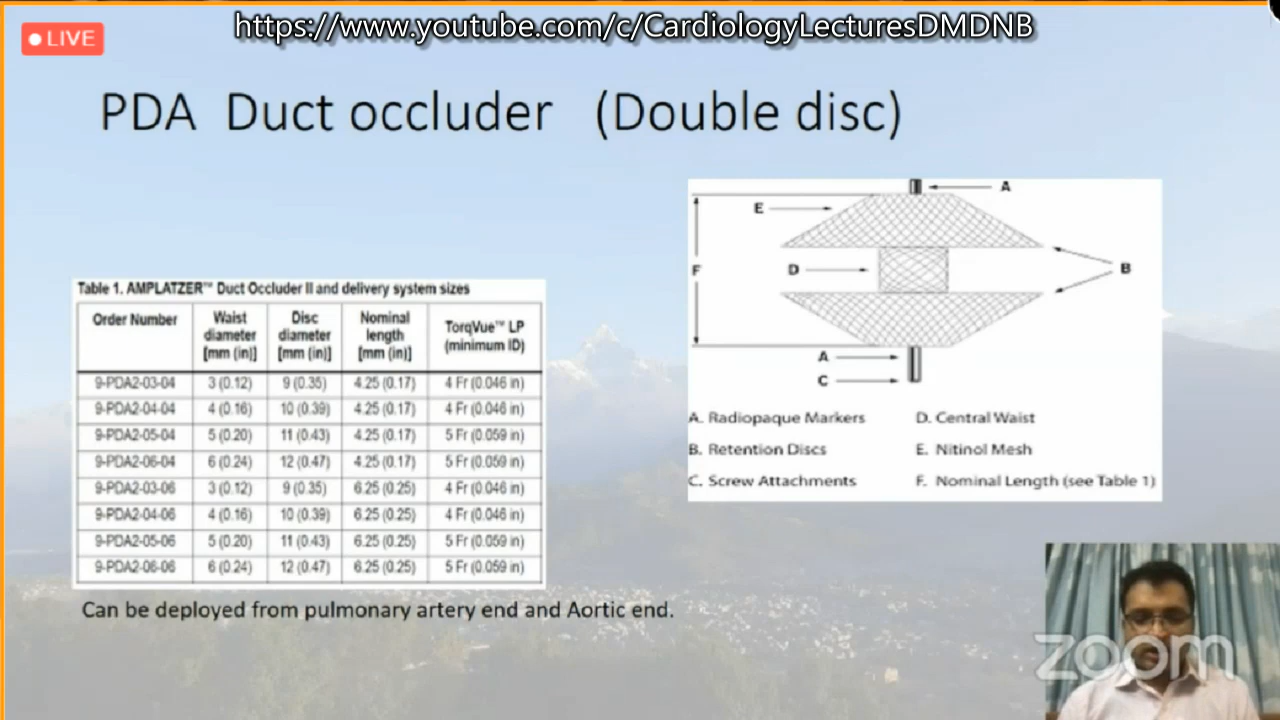 https://www.youtube.com/c/CardiologyLecturesDMDNB
LIVE
PDA Duct occluder (Double disc)
Table 1. AMPLATZER™ Duct Occluder II and delivery system sizes
Order Number Waist diameter [mm (in)] Disc diameter [mm (in)] Nominal length [mm (in)] TorqVue™ LP (minimum ID)
9-PDA2-03-04 3 (0.12) 9 (0.35) 4.25 (0.17) 4 Fr (0.046 in)
9-PDA2-04-04 4 (0.16) 10 (0.39) 4.25 (0.17) 4 Fr (0.046 in)
9-PDA2-05-04 5 (0.20) 11 (0.43) 4.25 (0.17) 5 Fr (0.059 in)
9-PDA2-06-04 6 (0.24) 12 (0.47) 4.25 (0.17) 5 Fr (0.059 in)
9-PDA2-03-06 3 (0.12) 9 (0.35) 6.25 (0.25) 4 Fr (0.046 in)
9-PDA2-04-06 4 (0.16) 10 (0.39) 6.25 (0.25) 4 Fr (0.046 in)
9-PDA2-05-06 5 (0.20) 11 (0.43) 6.25 (0.25) 5 Fr (0.059 in)
9-PDA2-06-06 6 (0.24) 12 (0.47) 6.25 (0.25) 5 Fr (0.059 in)
Can be deployed from pulmonary artery end and Aortic end.
A
E
F
D
B
A
C
A. Radiopaque Markers D. Central Waist
B. Retention Discs E. Nitinol Mesh
C. Screw Attachments F. Nominal Length (see Table 1)
zoom